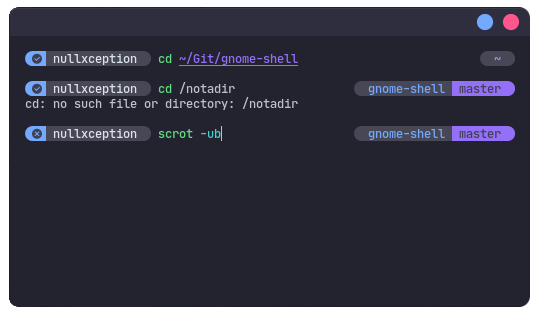 nullxception cd ~/Git/gnome-shell ~
nullxception cd /notadir gnome-shell master
cd: no such file or directory: /notadir
nullxception scrot -ub gnome-shell master